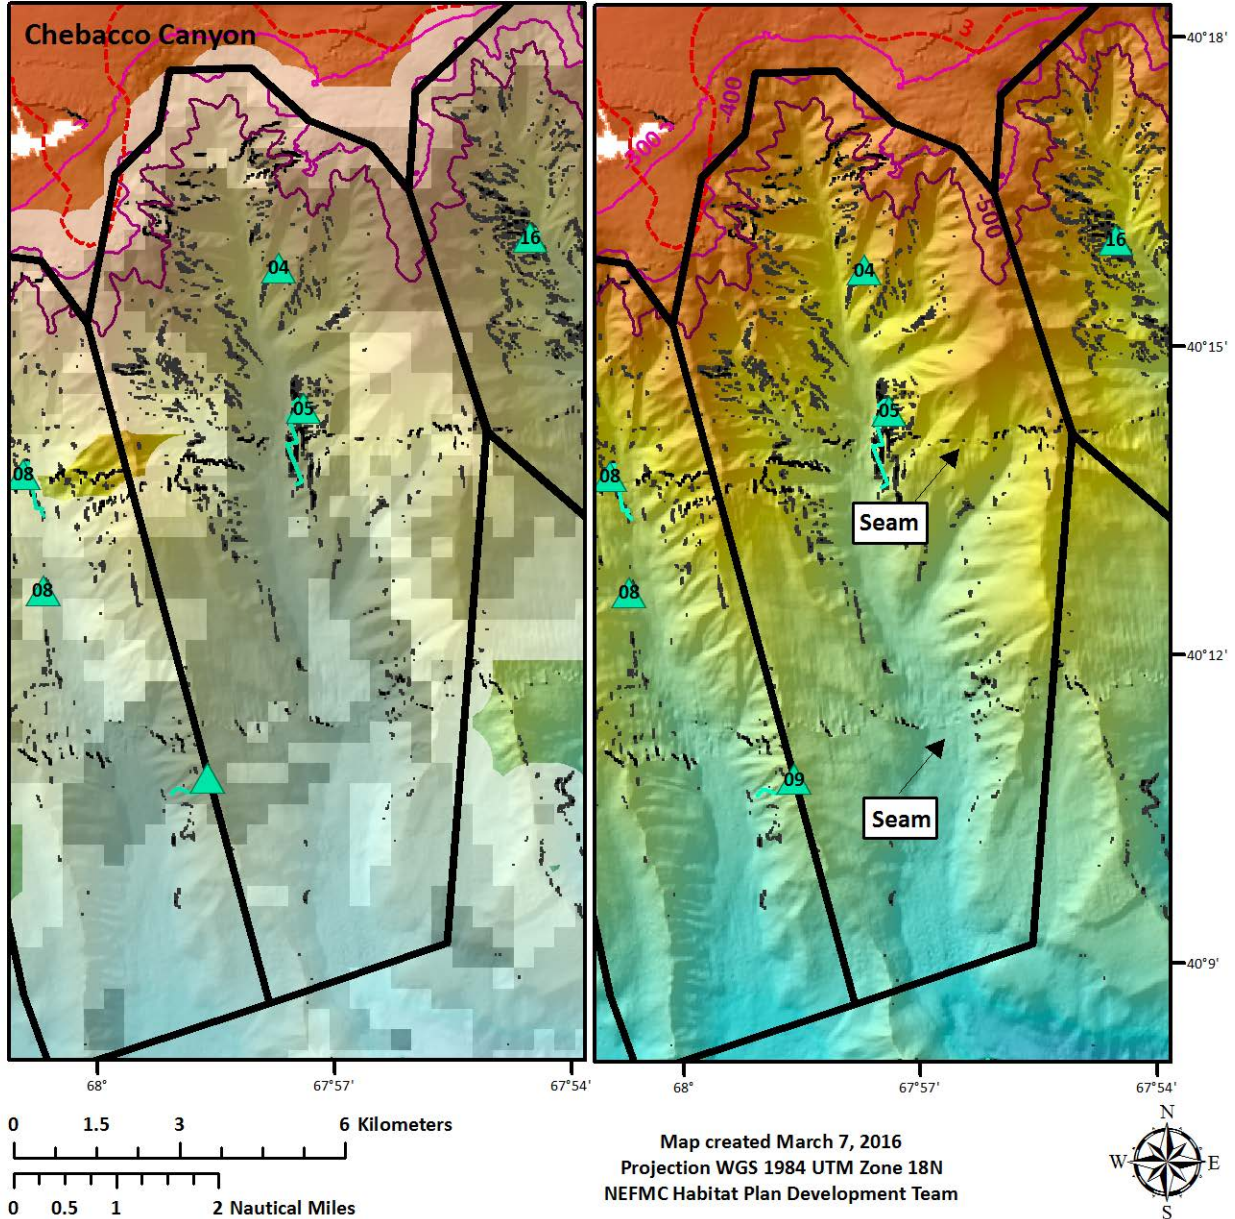 Chebacco Canyon
16
04
05
08
08
3
-400
-300
-500
16
04
05
08
08
09
Seam
Seam
40°18'
40°15'
40°12'
40°9'
68° 67°57' 67°54'
68° 67°57' 67°54'
0 1.5 3 6 Kilometers
0 0.5 1 2 Nautical Miles
Map created March 7, 2016
Projection WGS 1984 UTM Zone 18N
NEFMC Habitat Plan Development Team
N
W E
S